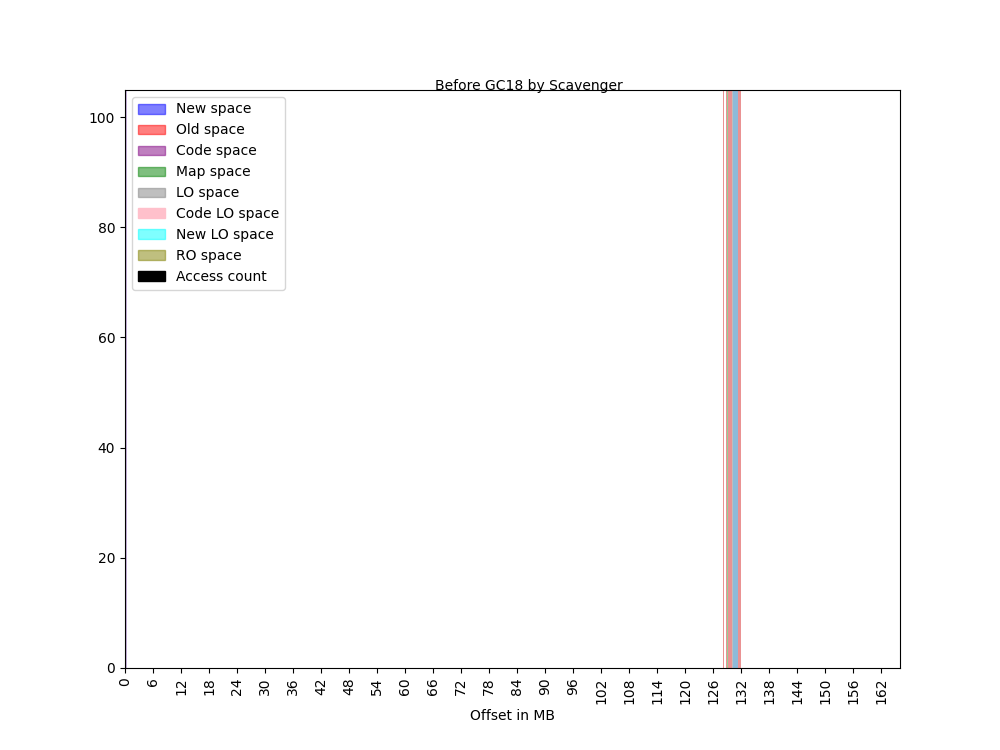 Before GC18 by Scavenger
New space
Old space
Code space
Map space
LO space
Code LO space
New LO space
RO space
Access count
100
80
60
40
20
0
0 6 12 18 24 30 36 42 48 54 60 66 72 78 84 90 96 102 108 114 120 126 132 138 144 150 156 162
Offset in MB